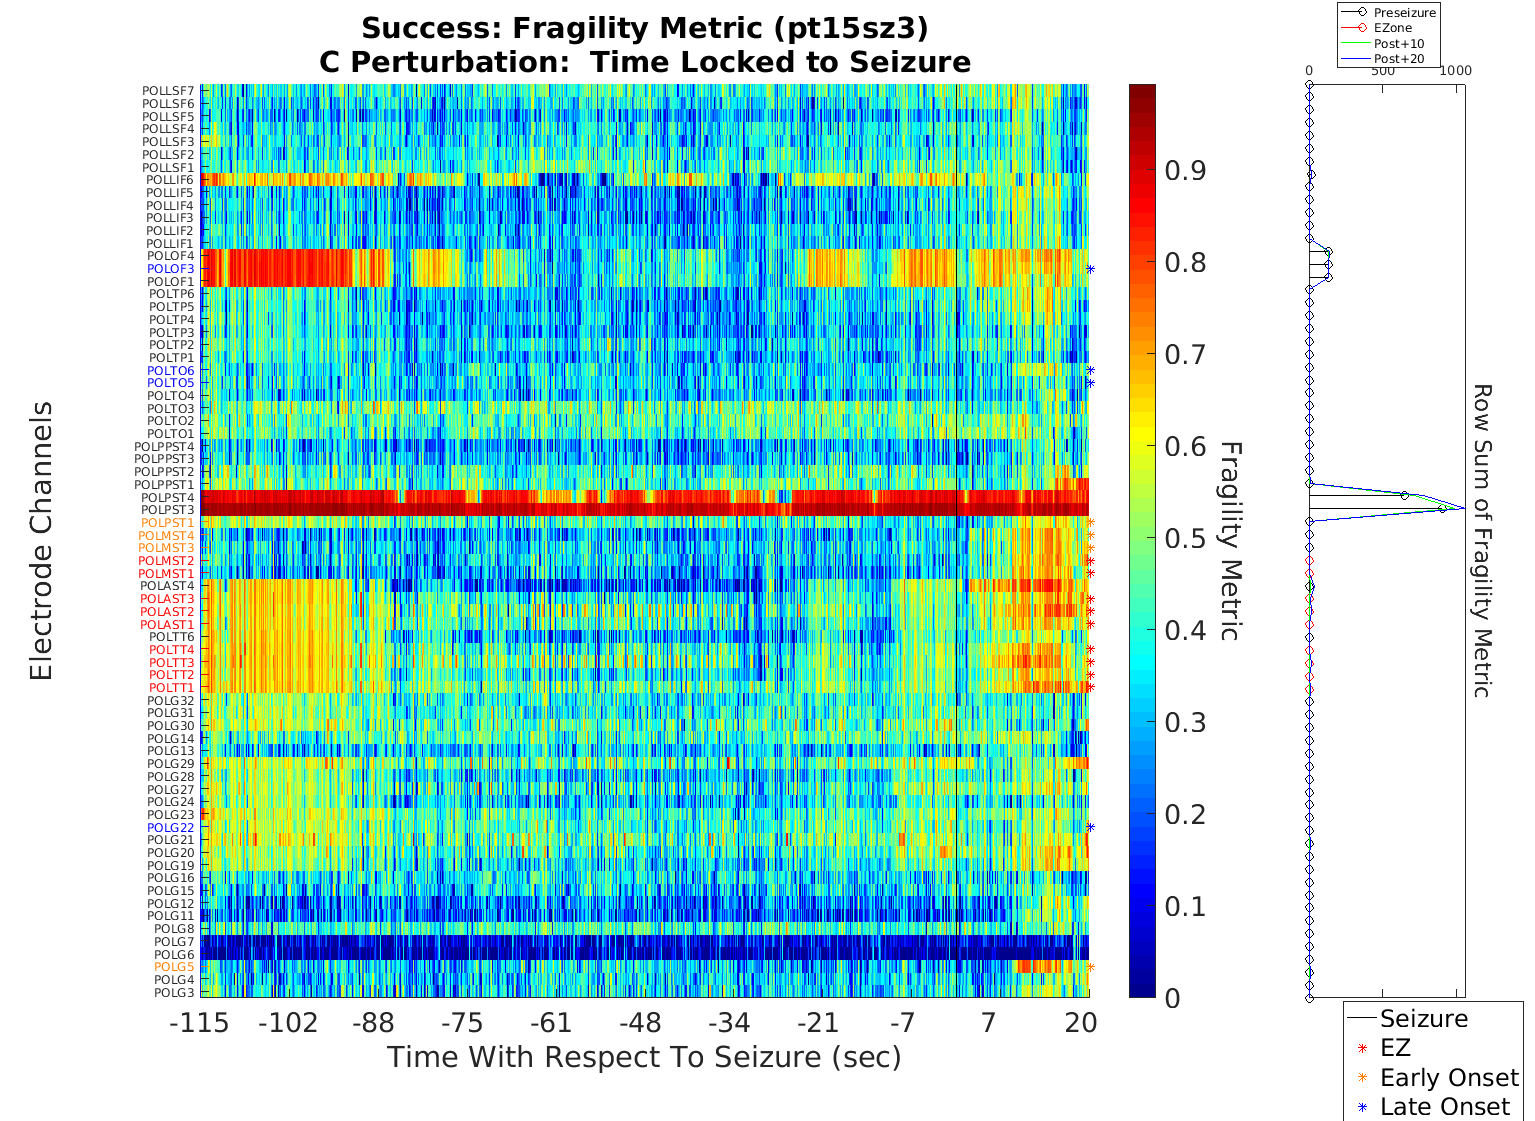 Success: Fragility Metric (pt15sz3)
C Perturbation:  Time Locked to Seizure
Preseizure
EZone
Post+10
Post+20
0 500 1000
POLLSF7
POLLSF6
POLLSF5
POLLSF4
POLLSF3
POLLSF2
POLLSF1
POLLIF6
POLLIF5
POLLIF4
POLLIF3
POLLIF2
POLLIF1
POLOF4
POLOF3
POLOF1
POLTP6
POLTP5
POLTP4
POLTP3
POLTP2
POLTP1
POLTO6
POLTO5
POLTO4
POLTO3
POLTO2
POLTO1
POLPPST4
POLPPST3
POLPPST2
POLPPST1
POLPST4
POLPST3
POLPST1
POLMST4
POLMST3
POLMST2
POLMST1
POLAST4
POLAST3
POLAST2
POLAST1
POLTT6
POLTT4
POLTT3
POLTT2
POLTT1
POLG32
POLG31
POLG30
POLG14
POLG13
POLG29
POLG28
POLG27
POLG24
POLG23
POLG22
POLG21
POLG20
POLG19
POLG16
POLG15
POLG12
POLG11
POLG8
POLG7
POLG6
POLG5
POLG4
POLG3
Electrode Channels
-115 -102 -88 -75 -61 -48 -34 -21 -7 7 20
Time With Respect To Seizure (sec)
0.9
0.8
0.7
0.6
0.5
0.4
0.3
0.2
0.1
0
Fragility Metric
Row Sum of Fragility Metric
Seizure
EZ
Early Onset
Late Onset